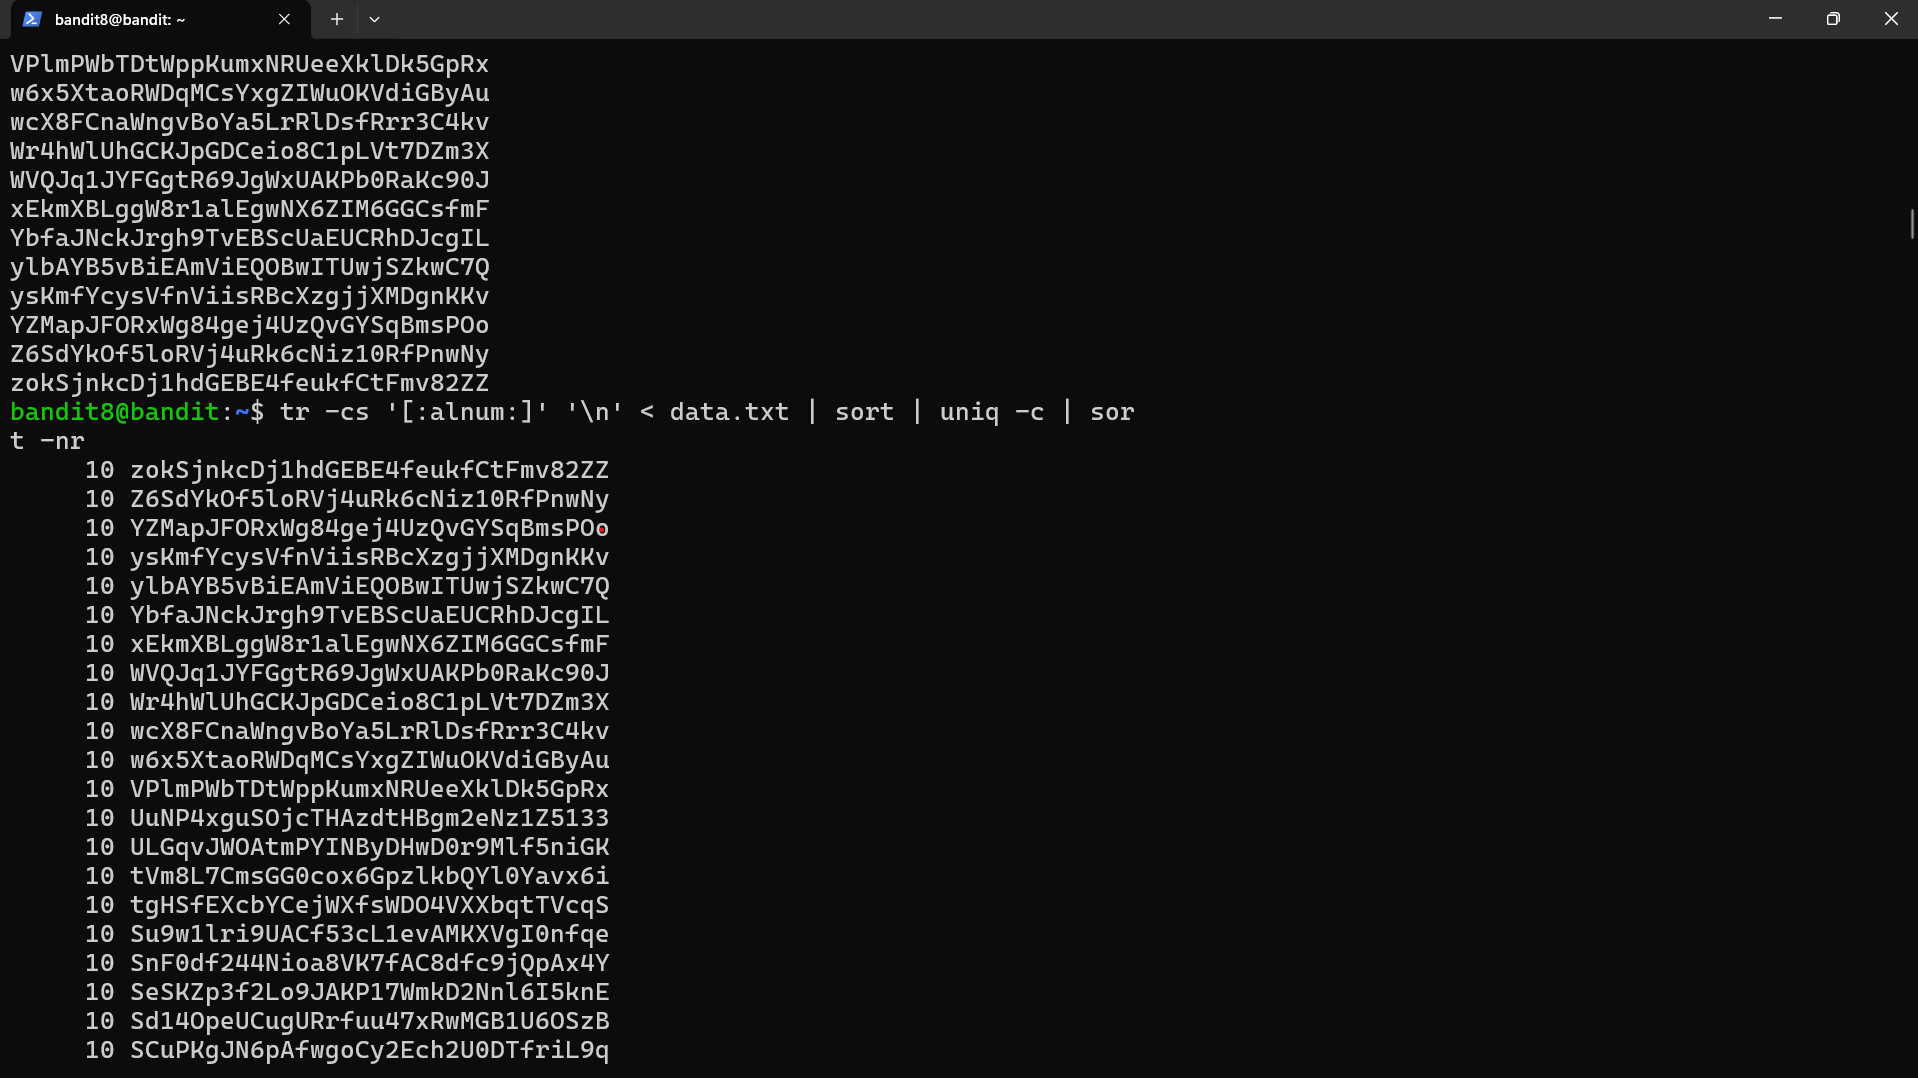 bandit8@bandit: ~
VPlmPWbTDtWppKumxNRUeeXklDk5GpRx
w6x5XtaoRWDqMCsYxgZIWuOKVdiGByAu
wcX8FCnaWngvBoYa5LrRlDsfRrr3C4kv
Wr4hWlUhGCKJpGDCeio8C1pLVt7DZm3X
WVQJq1JYFGgtR69JgWxUAKPb0RaKc90J
xEkmXBLggW8r1alEgwNX6ZIM6GGCsfmF
YbfaJNckJrgh9TvEBScUaEUCRhDJcgIL
ylbAYB5vBiEAmViEQOBwITUwjSZkwC7Q
ysKmfYcysVfnViisRBcXzgjjXMDgnKKv
YZMapJFORxWg84gej4UzQvGYSqBmsPOo
Z6SdYkOf5loRVj4uRk6cNiz10RfPnwNy
zokSjnkcDj1hdGEBE4feukfCtFmv82ZZ
bandit8@bandit:~$ tr -cs '[:alnum:]' '\n' < data.txt | sort | uniq -c | sor
t -nr
10 zokSjnkcDj1hdGEBE4feukfCtFmv82ZZ
10 Z6SdYkOf5loRVj4uRk6cNiz10RfPnwNy
10 YZMapJFORxWg84gej4UzQvGYSqBmsPOo
10 ysKmfYcysVfnViisRBcXzgjjXMDgnKKv
10 ylbAYB5vBiEAmViEQOBwITUwjSZkwC7Q
10 YbfaJNckJrgh9TvEBScUaEUCRhDJcgIL
10 xEkmXBLggW8r1alEgwNX6ZIM6GGCsfmF
10 WVQJq1JYFGgtR69JgWxUAKPb0RaKc90J
10 Wr4hWlUhGCKJpGDCeio8C1pLVt7DZm3X
10 wcX8FCnaWngvBoYa5LrRlDsfRrr3C4kv
10 w6x5XtaoRWDqMCsYxgZIWuOKVdiGByAu
10 VPlmPWbTDtWppKumxNRUeeXklDk5GpRx
10 UuNP4xguSOjcTHAzdtHBgm2eNz1Z5133
10 ULGqvJWOAtmPYINByDHwD0r9Mlf5niGK
10 tVm8L7CmsGG0cox6GpzlkbQYl0Yavx6i
10 tgHSfEXcbYCejWXfsWDO4VXXbqtTVcqS
10 Su9w1lri9UACf53cL1evAMKXVgI0nfqe
10 SnF0df244Nioa8VK7fAC8dfc9jQpAx4Y
10 SeSKZp3f2Lo9JAKP17WmkD2Nnl6I5knE
10 Sd14OpeUCugURrfuu47xRwMGB1U6OSzB
10 SCuPKgJN6pAfwgoCy2Ech2U0DTfriL9q